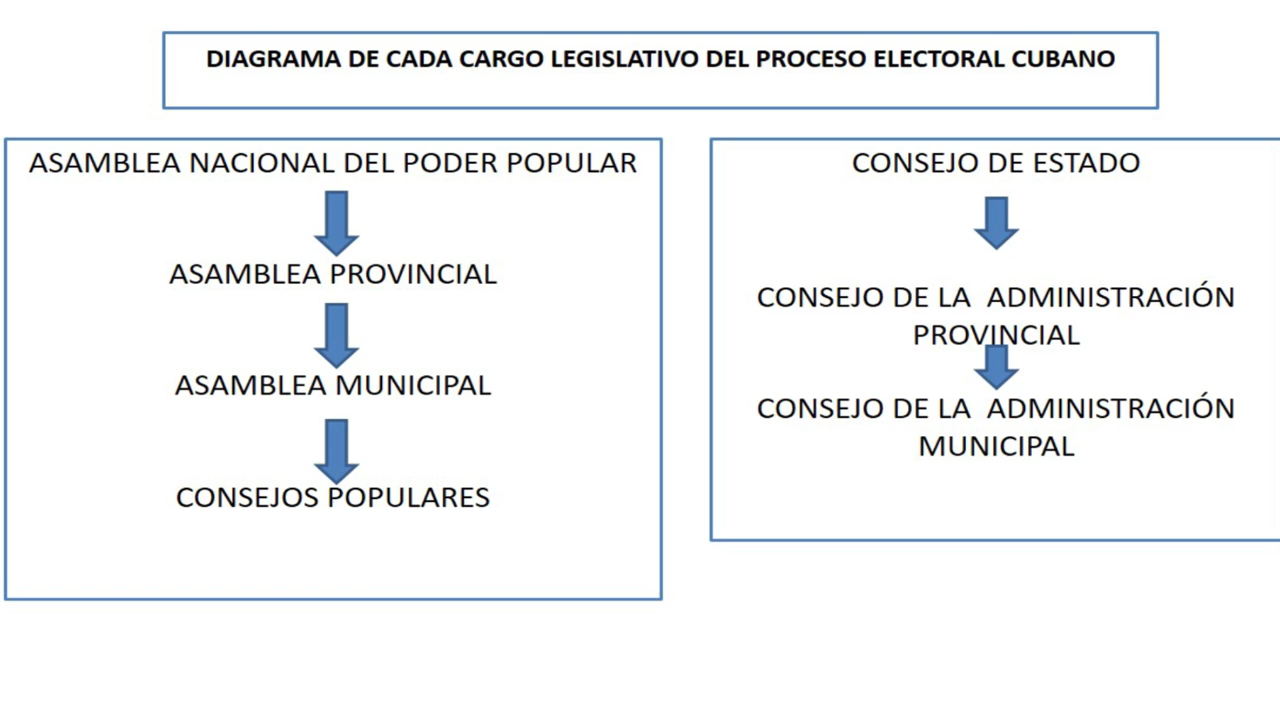 DIAGRAMA DE CADA CARGO LEGISLATIVO DEL PROCESO ELECTORAL CUBANO
ASAMBLEA NACIONAL DEL PODER POPULAR
ASAMBLEA PROVINCIAL
ASAMBLEA MUNICIPAL
CONSEJOS POPULARES
CONSEJO DE ESTADO
CONSEJO DE LA ADMINISTRACIÓN
PROVINCIAL
CONSEJO DE LA ADMINISTRACIÓN
MUNICIPAL